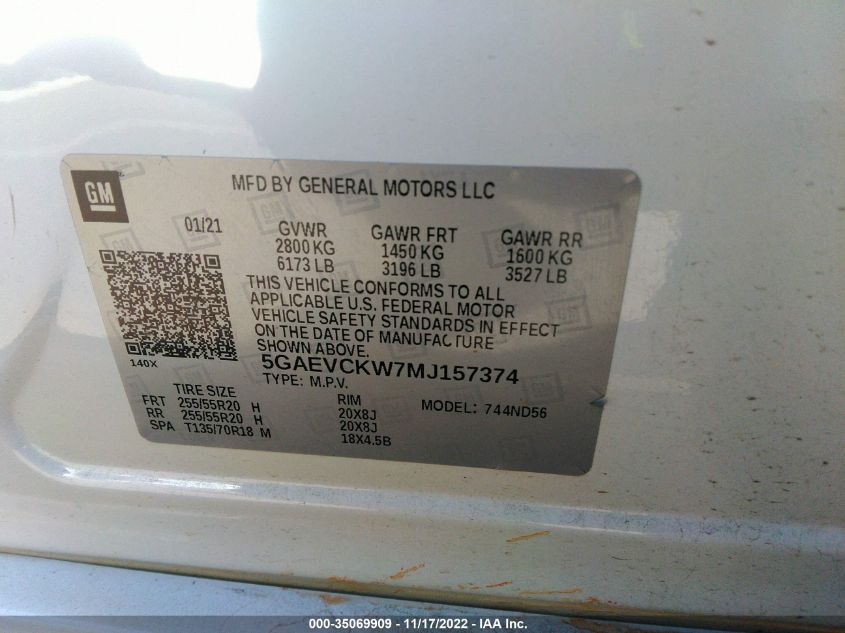 GM
MFD BY GENERAL MOTORS LLC
01/21
GVWR
2800 KG
6173 LB
GAWR FRT
1450 KG
3196 LB
GAWR RR
1600 KG
3527 LB
THIS VEHICLE CONFORMS TO ALL
APPLICABLE U.S. FEDERAL MOTOR
VEHICLE SAFETY STANDARDS IN EFFECT
ON THE DATE OF MANUFACTURE
SHOWN ABOVE.
140X
5GAEVCKW7MJ157374
TYPE: M.P.V.
MODEL: 744ND56
TIRE SIZE
RIM
FRT 255/55R20 H 20X8J
RR 255/55R20 H 20X8J
SPA T135/70R18 M 18X4.5B
000-35069909 - 11/17/2022 - IAA Inc.